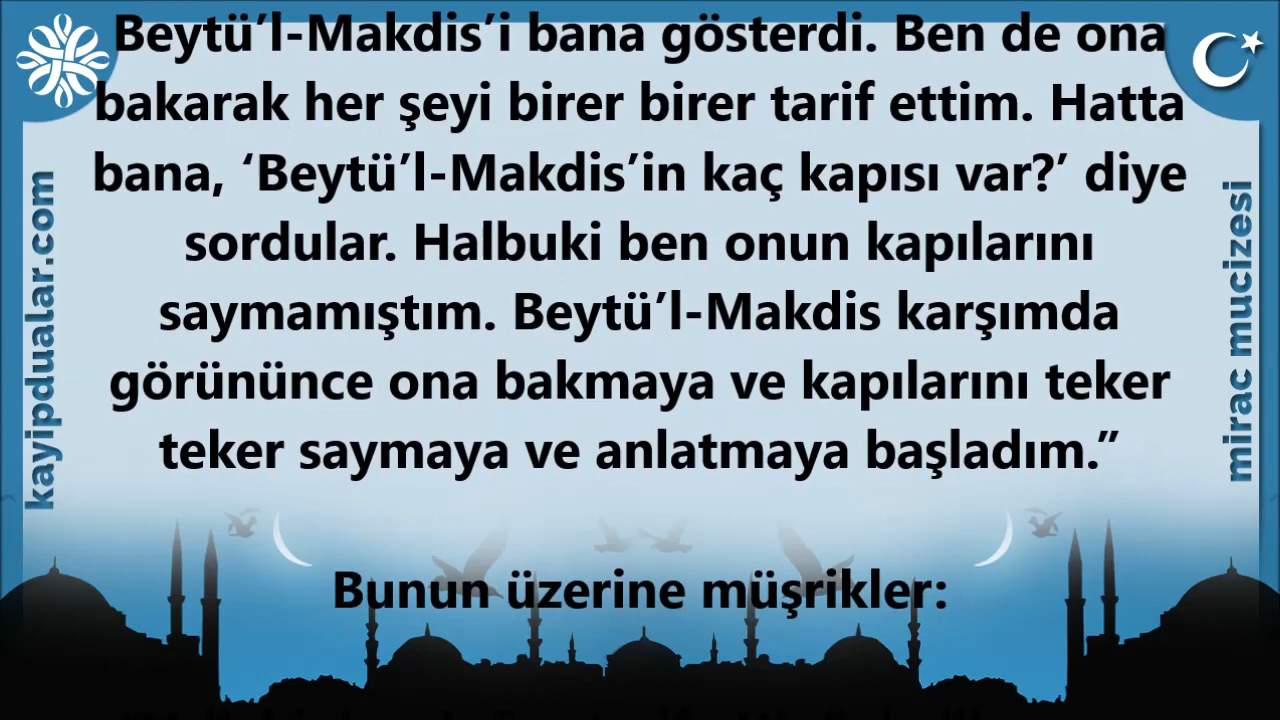 Beytü’l-Makdis’i bana gösterdi. Ben de ona
bakarak her şeyi birer birer tarif ettim. Hatta
bana, ‘Beytü’l-Makdis’in kaç kapısı var?’ diye
sordular. Halbuki ben onun kapılarını
saymamıştım. Beytü’l-Makdis karşımda
görününce ona bakmaya ve kapılarını teker
teker saymaya ve anlatmaya başladım.”
Bunun üzerine müşrikler:
kayipdualar.com
mirac mucizesi